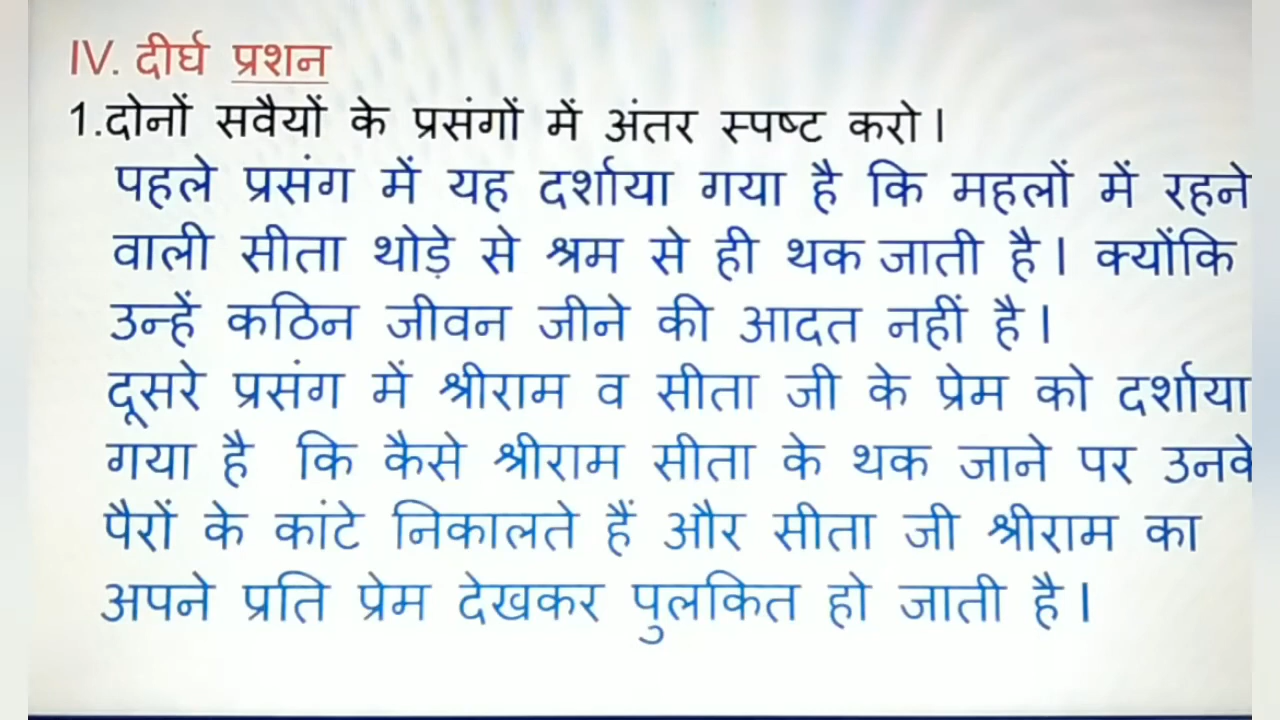 IV. दीर्घ प्रशन
1.दोनों सवैयों के प्रसंगों में अंतर स्पष्ट करो।
पहले प्रसंग में यह दर्शाया गया है कि महलों में रहने
वाली सीता थोड़े से श्रम से ही थक जाती है। क्योंकि
उन्हें कठिन जीवन जीने की आदत नहीं है।
दूसरे प्रसंग में श्रीराम व सीता जी के प्रेम को दर्शाया
गया है कि कैसे श्रीराम सीता के थक जाने पर उनके
पैरों के कांटे निकालते हैं और सीता जी श्रीराम का
अपने प्रति प्रेम देखकर पुलकित हो जाती है।